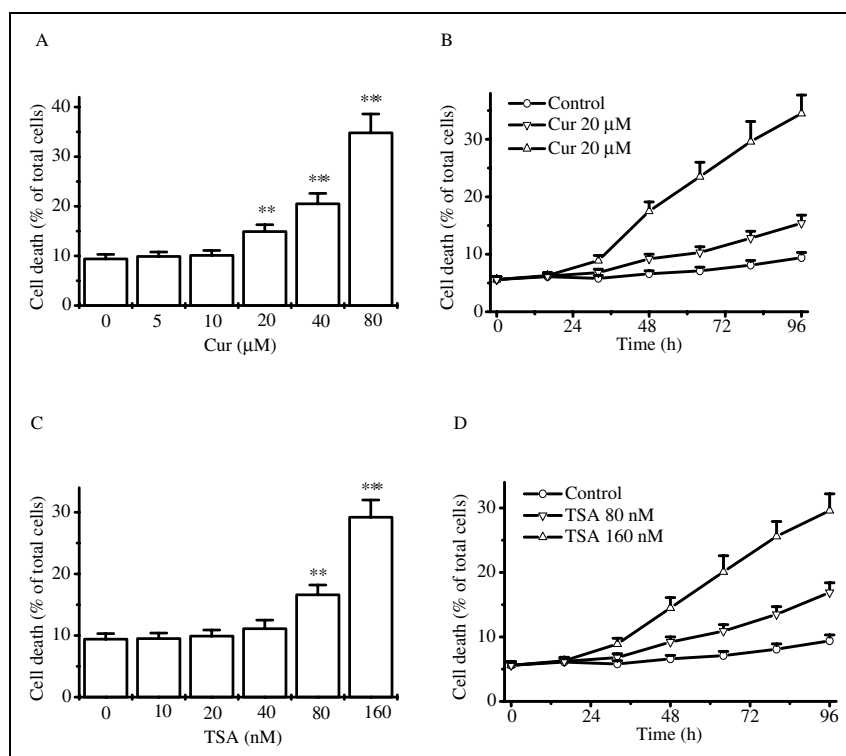 A
Cell death (% of total cells)
40
30
20
10
0
**
***
***
0 5 10 20 40 80
Cur (μM)
B
Cell death (% of total cells)
30
20
10
0
Control
Cur 20 μM
Cur 20 μM
0 24 48 72 96
Time (h)
C
Cell death (% of total cells)
30
20
10
0
**
***
0 10 20 40 80 160
TSA (nM)
D
Cell death (% of total cells)
30
20
10
0
Control
TSA 80 nM
TSA 160 nM
0 24 48 72 96
Time (h)